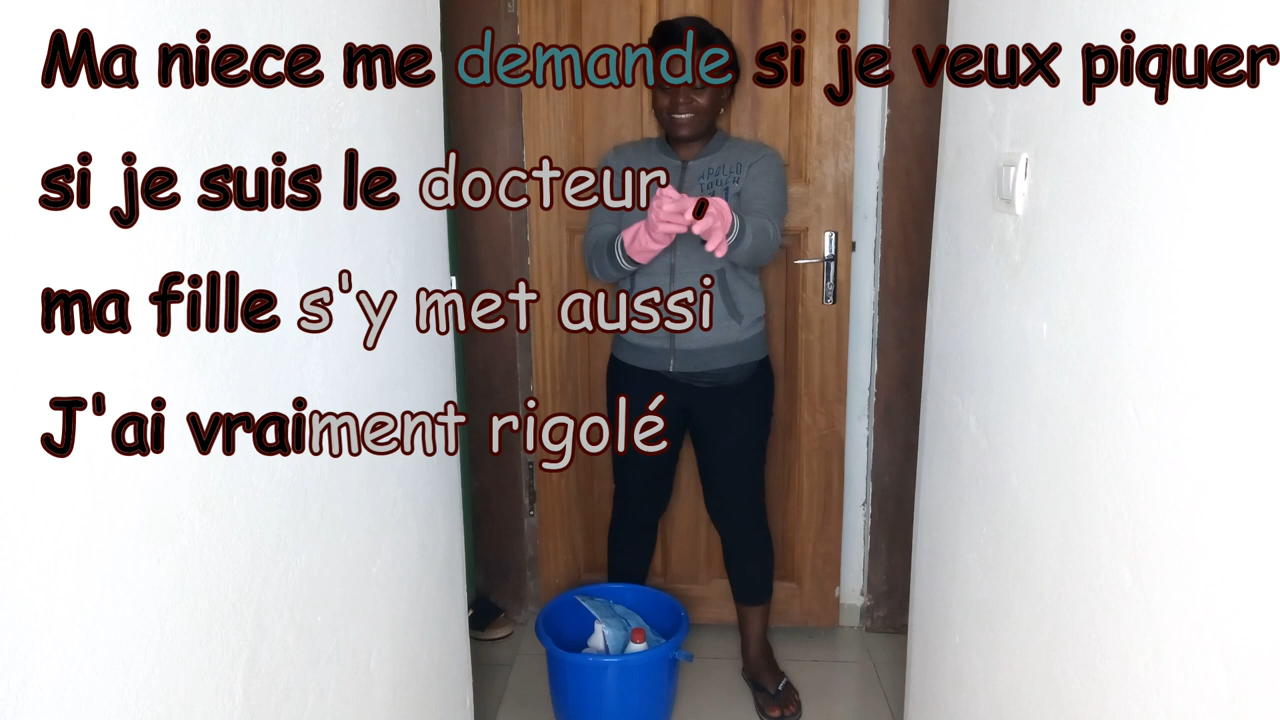 Ma niece me demande si je veux piquer
si je suis le docteur,
ma fille s'y met aussi
J'ai vraiment rigolé
APOLLO